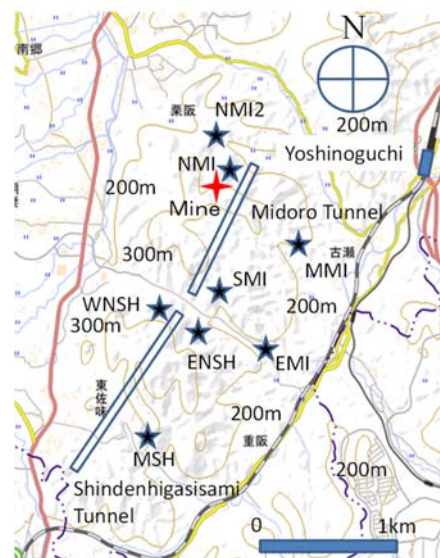 南郷
N
栗阪
NMI2
200m
Yoshinoguchi
NMI
200m
Mine
Midoro Tunnel
300m
古瀬
MMI
SMI
WNSH
200m
300m
ENSH
EMI
東佐味
200m
重阪
MSH
200m
Shindenhigasisami
Tunnel
0
1km